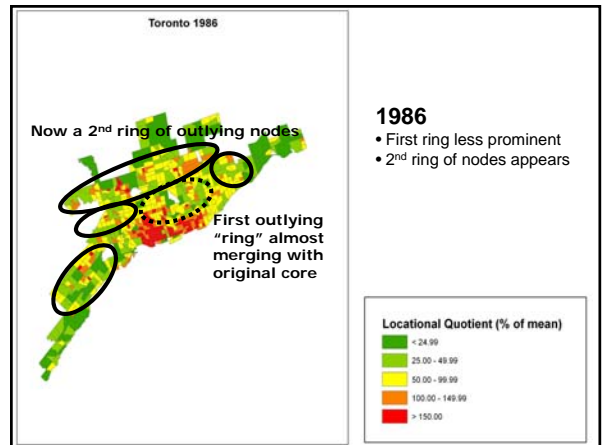 Toronto 1986
Now a 2nd ring of outlying nodes
First outlying
“ring” almost
merging with
original core
1986
• First ring less prominent
• 2nd ring of nodes appears
Locational Quotient (% of mean)
< 24.99
25.00 - 49.99
50.00 - 99.99
100.00 - 149.99
> 150.00